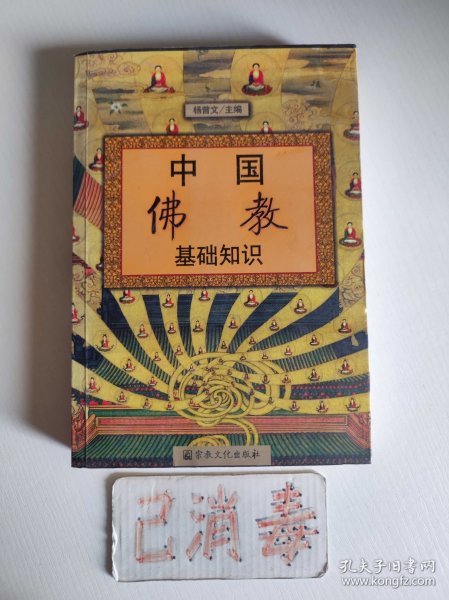 杨曾文/主编
中国
佛教
基础知识
宗教文化出版社
已消毒
孔夫子旧书网
www.kongfz.com